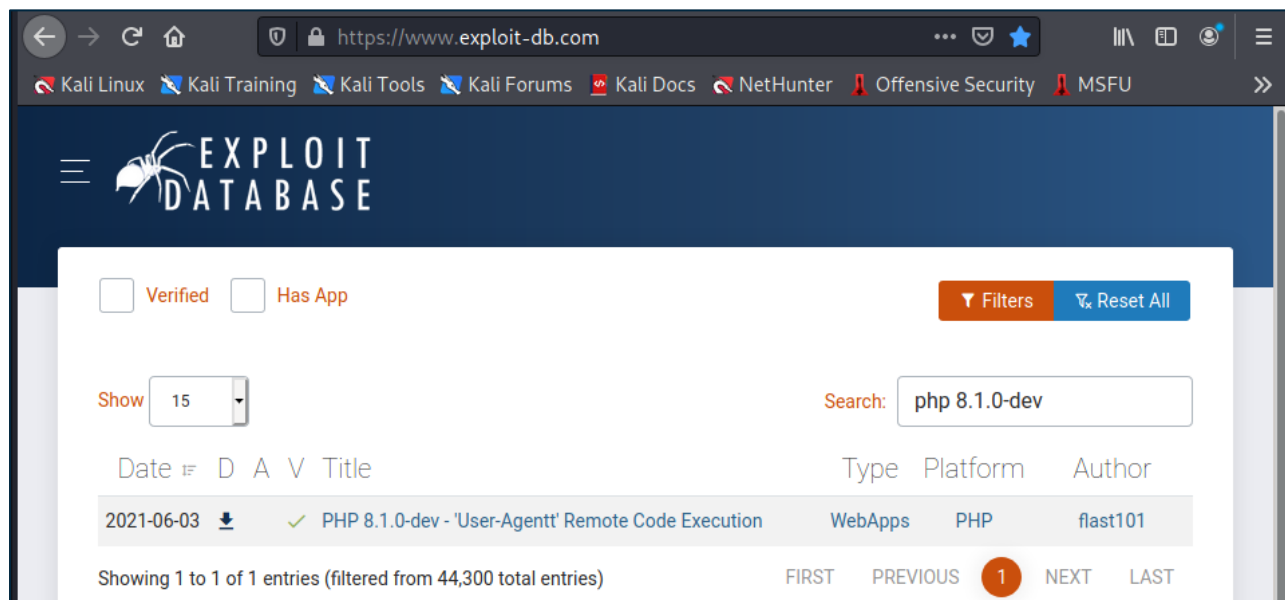 https://www.exploit-db.com
Kali Linux Kali Training Kali Tools Kali Forums Kali Docs NetHunter Offensive Security MSFU
EXPLOIT
DATABASE
Verified Has App Filters Reset All
Show 15 Search: php 8.1.0-dev
Date D A V Title Type Platform Author
2021-06-03 PHP 8.1.0-dev - 'User-Agentt' Remote Code Execution WebApps PHP flast101
Showing 1 to 1 of 1 entries (filtered from 44,300 total entries) FIRST PREVIOUS 1 NEXT LAST